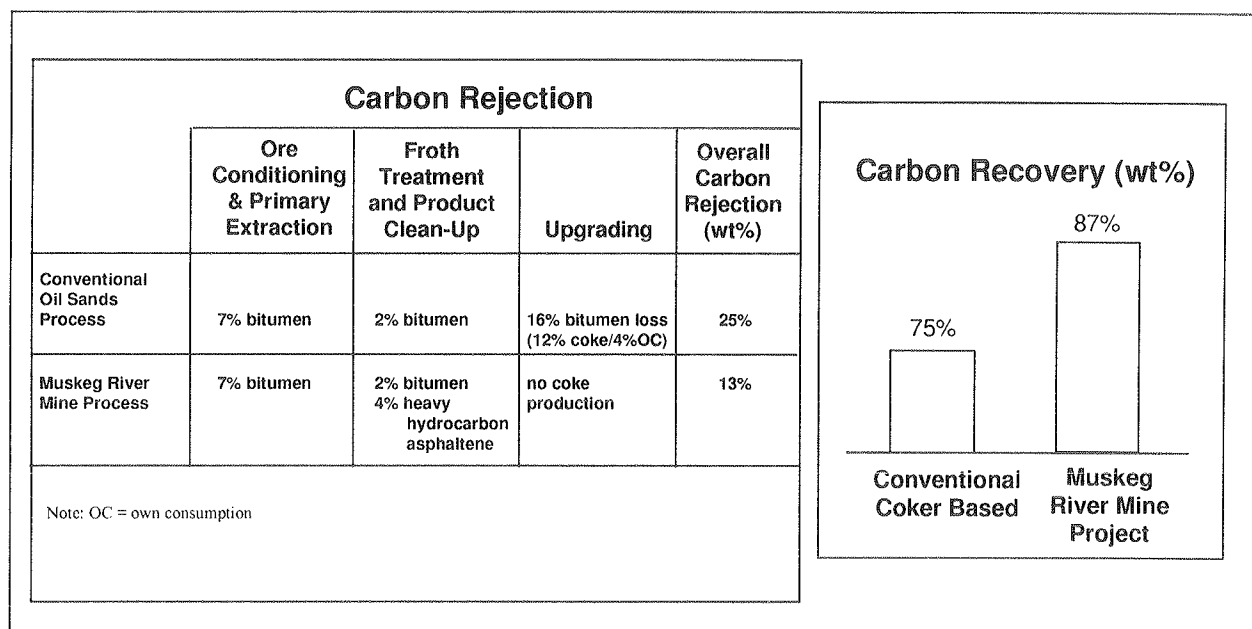 Carbon Rejection
Ore
Conditioning
& Primary
Extraction
Froth
Treatment
and Product
Clean-Up
Upgrading
Overall
Carbon
Rejection
(wt%)
Conventional
Oil Sands
Process
7% bitumen
2% bitumen
16% bitumen loss
(12% coke/4%OC)
25%
Muskeg River
Mine Process
7% bitumen
2% bitumen
4% heavy
hydrocarbon
asphaltene
no coke
production
13%
Note: OC = own consumption
Carbon Recovery (wt%)
75%
87%
Conventional
Coker Based
Muskeg
River Mine
Project